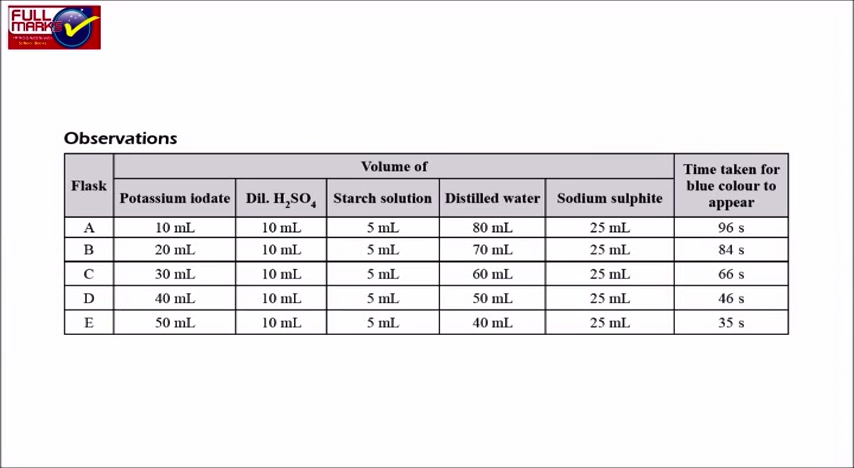 FULL
MARKS
Observations
Flask Volume of Time taken for blue colour to appear
Potassium iodate Dil. H₂SO₄ Starch solution Distilled water Sodium sulphite
A 10 mL 10 mL 5 mL 80 mL 25 mL 96 s
B 20 mL 10 mL 5 mL 70 mL 25 mL 84 s
C 30 mL 10 mL 5 mL 60 mL 25 mL 66 s
D 40 mL 10 mL 5 mL 50 mL 25 mL 46 s
E 50 mL 10 mL 5 mL 40 mL 25 mL 35 s